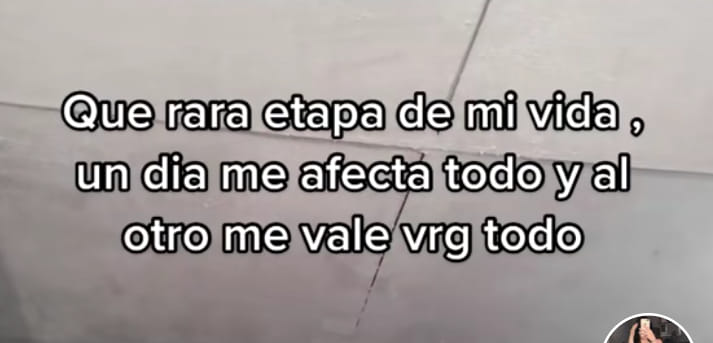 Que rara etapa de mi vida ,
un dia me afecta todo y al
otro me vale vrg todo